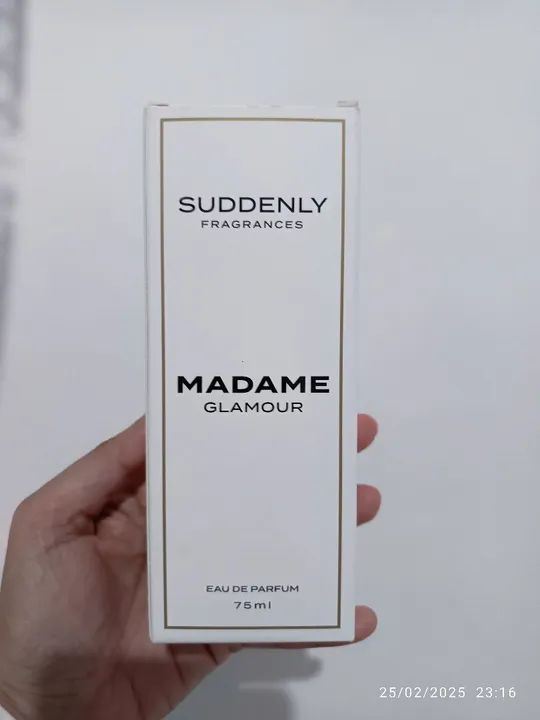 SUDDENLY
FRAGRANCES
MADAME
GLAMOUR
EAU DE PARFUM
75ml
25/02/2025 23:16